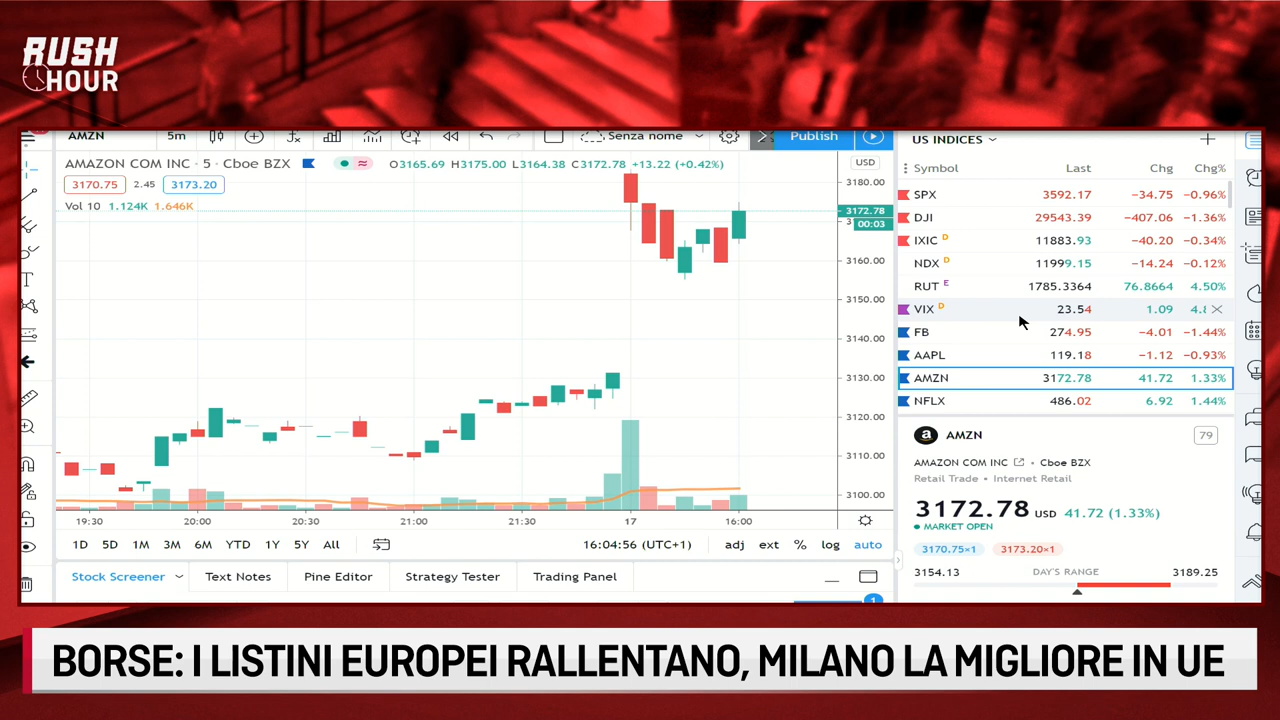 RUSH
HOUR
AMZN 5m Senza nome Publish
US INDICES
AMAZON COM INC · 5 · Cboe BZX O3165.69 H3175.00 L3164.38 C3172.78 +13.22 (+0.42%) USD
3170.75 2.45 3173.20
Vol 10 1.124K 1.646K
3180.00
3172.78
00:03
3160.00
3150.00
3140.00
3130.00
3120.00
3110.00
3100.00
19:30 20:00 20:30 21:00 21:30 17 16:00
1D 5D 1M 3M 6M YTD 1Y 5Y All 16:04:56 (UTC+1) adj ext % log auto
Stock Screener Text Notes Pine Editor Strategy Tester Trading Panel
1
Symbol Last Chg Chg%
SPX 3592.17 −34.75 −0.96%
DJI 29543.39 −407.06 −1.36%
IXIC D 11883.93 −40.20 −0.34%
NDX D 11999.15 −14.24 −0.12%
RUT E 1785.3364 76.8664 4.50%
VIX D 23.54 1.09
FB 274.95 −4.01 −1.44%
AAPL 119.18 −1.12 −0.93%
AMZN 3172.78 41.72 1.33%
NFLX 486.02 6.92 1.44%
AMZN 79
AMAZON COM INC • Cboe BZX
Retail Trade • Internet Retail
3172.78 USD 41.72 (1.33%)
MARKET OPEN
3170.75×1 3173.20×1
3154.13 DAY'S RANGE 3189.25
BORSE: I LISTINI EUROPEI RALLENTANO, MILANO LA MIGLIORE IN UE